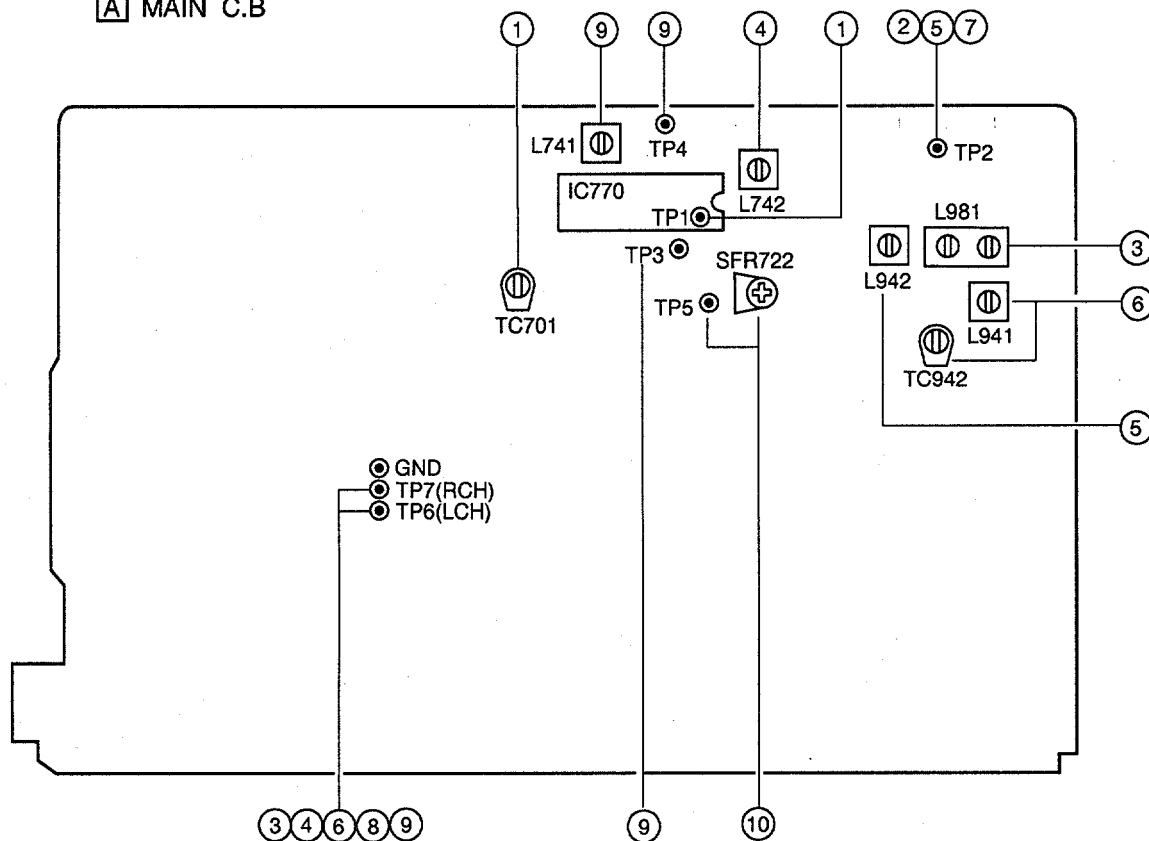 A MAIN C.B
1 9 9 4 1 2 5 7
L741
TP4
TP2
IC770
L742
TP1
L981
TP3
SFR722
3
L942
TP5
6
TC701
L941
TC942
5
GND
TP7(RCH)
TP6(LCH)
3 4 6 8 9 9 10